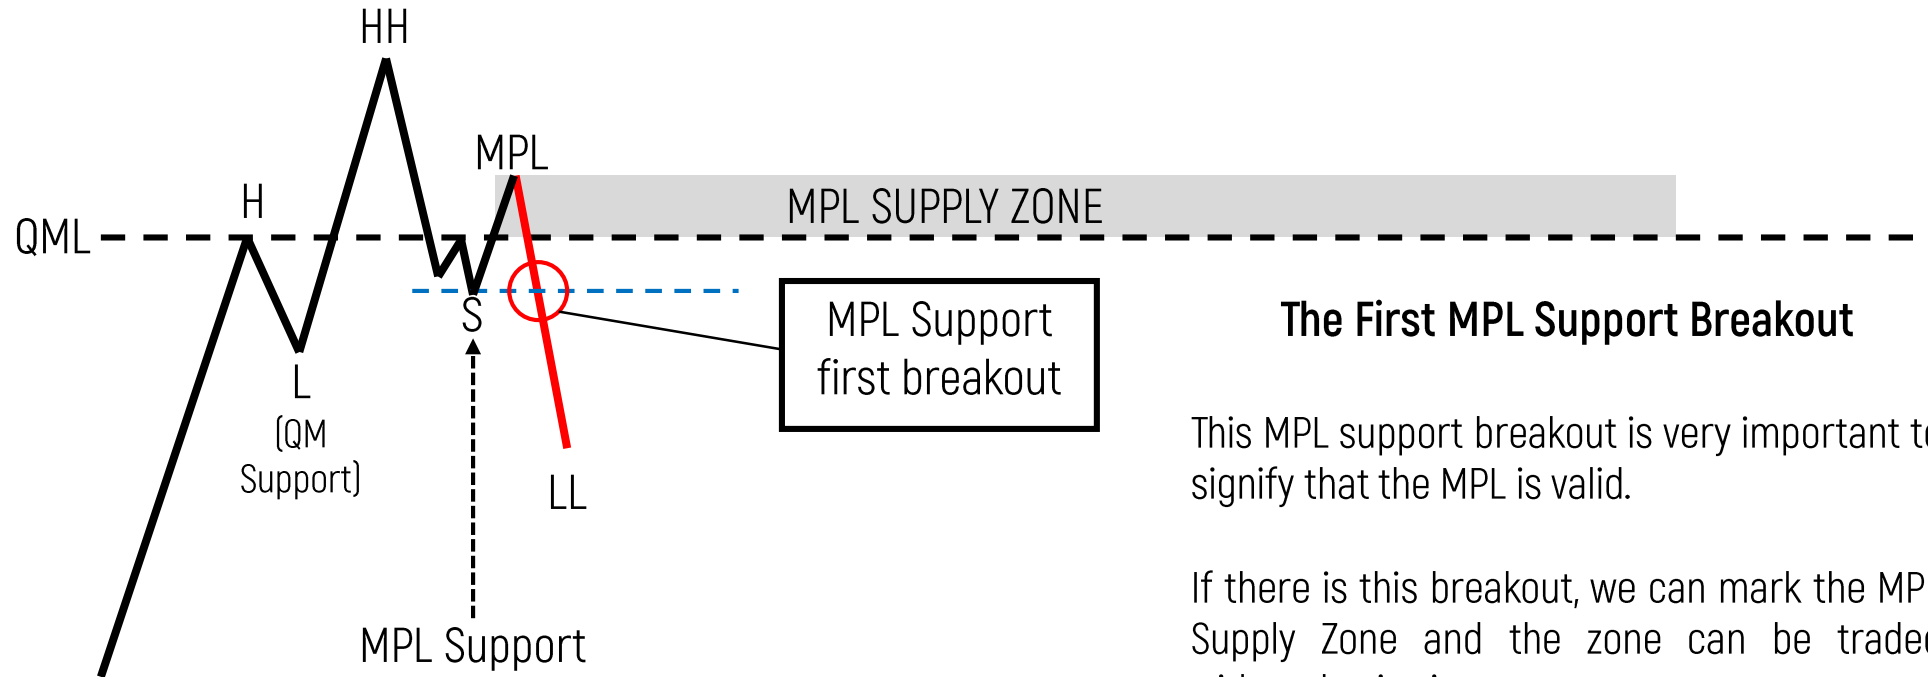 HH
MPL
H
MPL SUPPLY ZONE
QML
S
MPL Support
first breakout
The First MPL Support Breakout
L
(QM
Support)
This MPL support breakout is very important
signify that the MPL is valid.
LL
If there is this breakout, we can mark the
Supply Zone and the zone can be
MPL Support